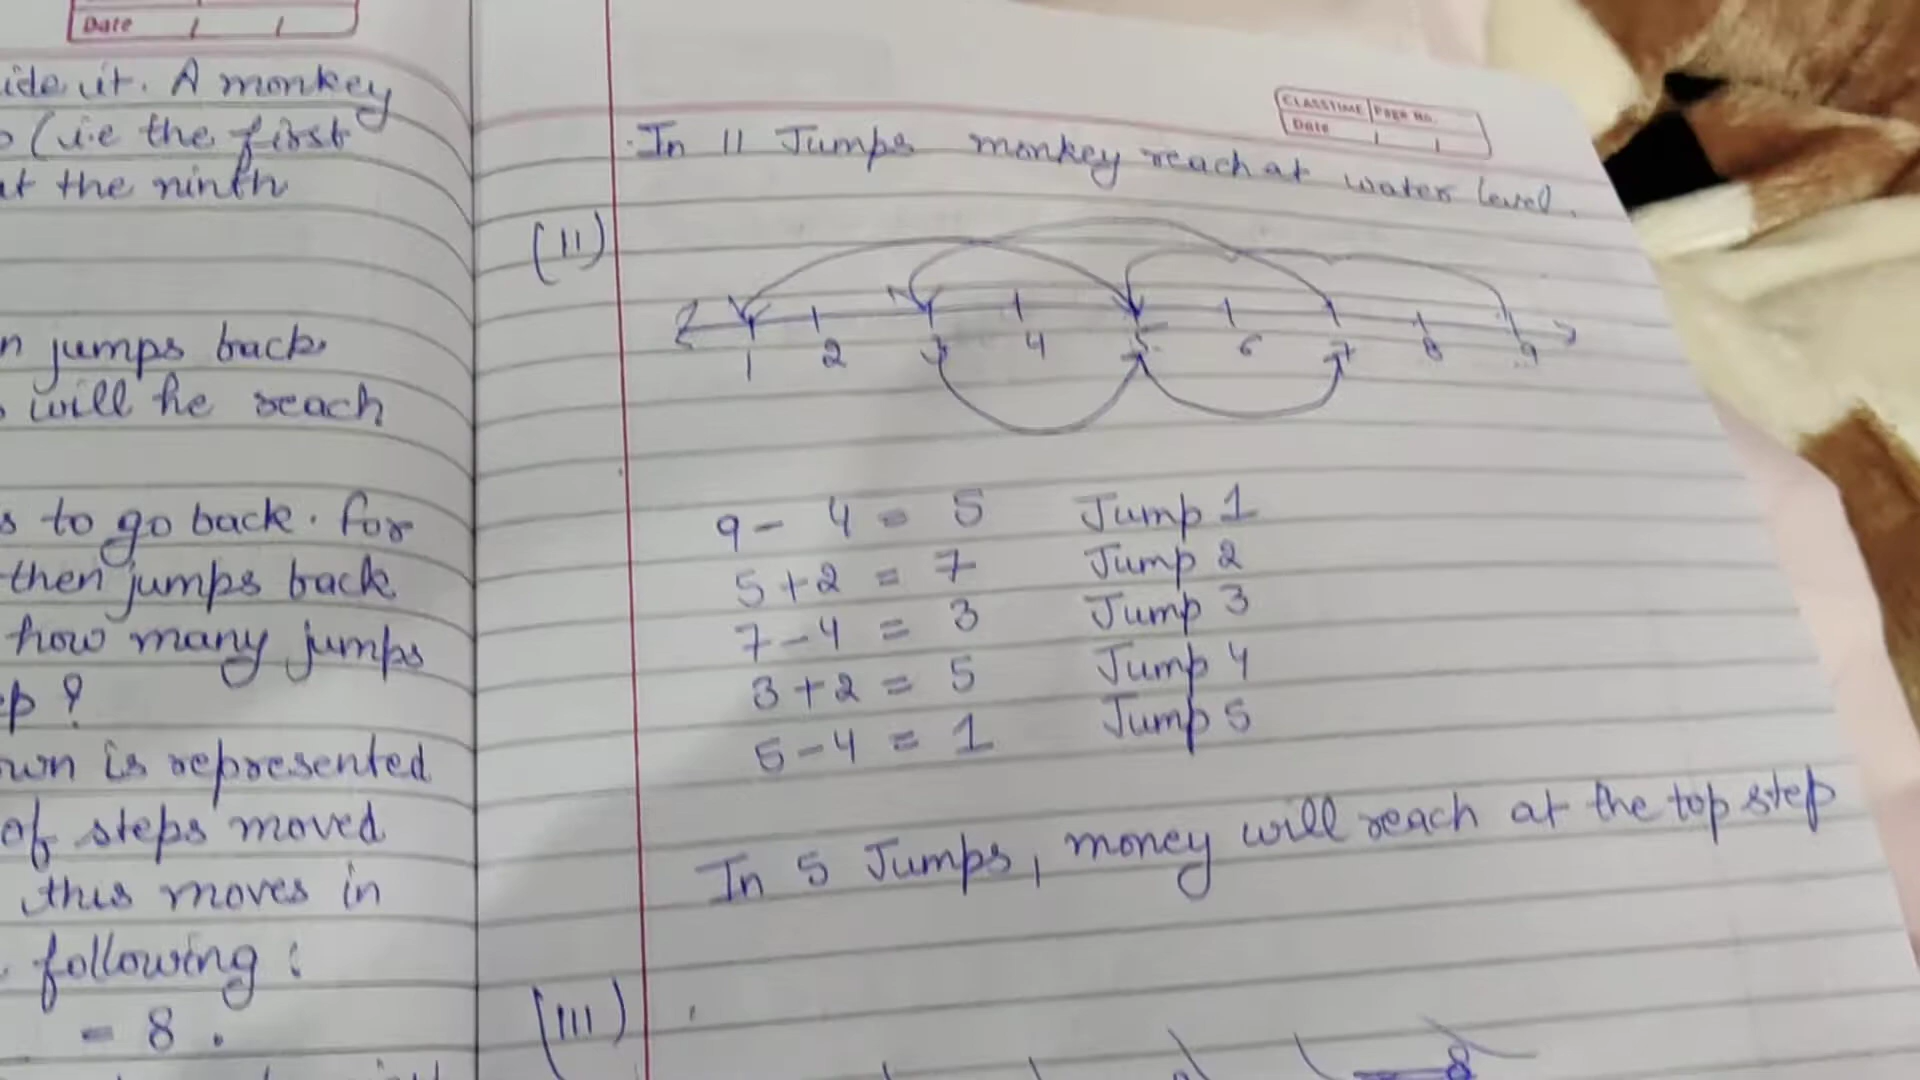 Date
ide it. A monkey
(i.e the first
at the ninth
n jumps back
will he reach
s to go back. For
then jumps back
how many jumps
p ?
own is represented
of steps moved
this moves in
following :
- 8 .
CLASSTIME Page No.
Date
In 11 Jumps monkey reach at water level.
(II)
1 2 3 4 5 6 7 8 9
9 - 4 = 5 Jump 1
5 + 2 = 7 Jump 2
7 - 4 = 3 Jump 3
3 + 2 = 5 Jump 4
5 - 4 = 1 Jump 5
In 5 Jumps, money will reach at the top step
(III)
- 8